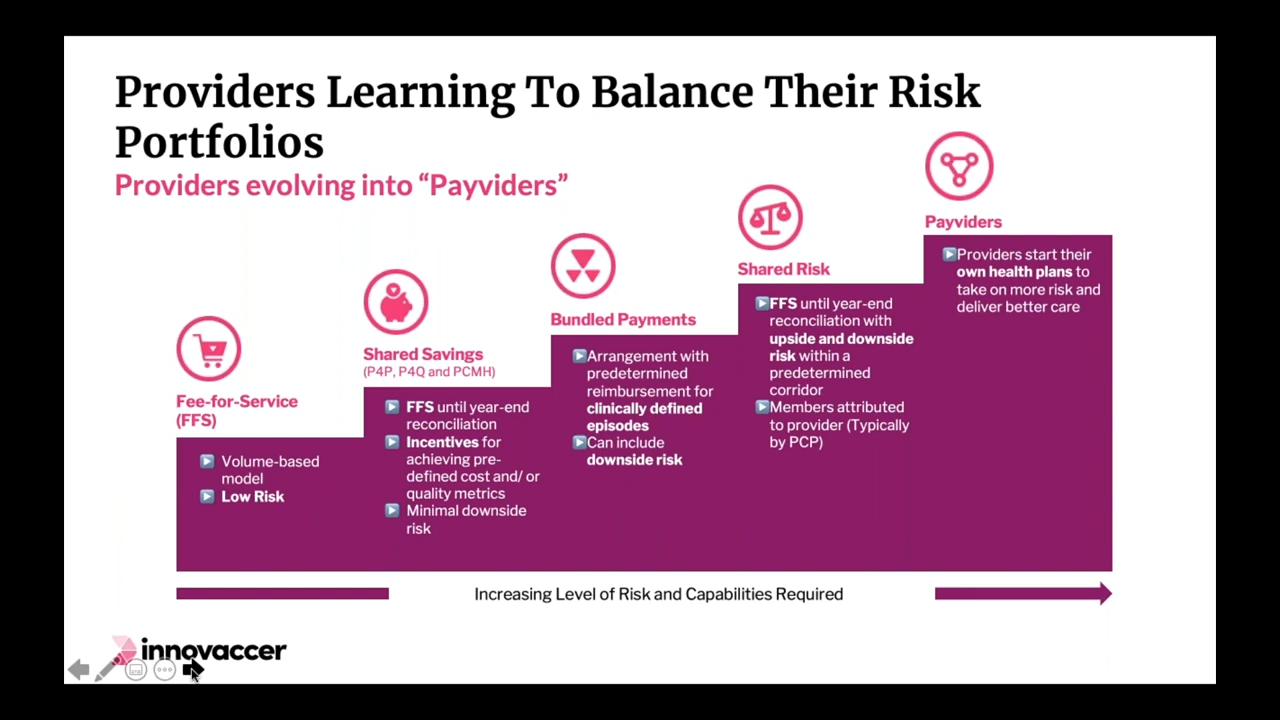 Providers Learning To Balance Their Risk
Portfolios
Providers evolving into “Payviders”
Fee-for-Service
(FFS)
Volume-based
model
Low Risk
Shared Savings
(P4P, P4Q and PCMH)
FFS until year-end
reconciliation
Incentives for
achieving pre-
defined cost and/ or
quality metrics
Minimal downside
risk
Bundled Payments
Arrangement with
predetermined
reimbursement for
clinically defined
episodes
Can include
downside risk
Shared Risk
FFS until year-end
reconciliation with
upside and downside
risk within a
predetermined
corridor
Members attributed
to provider (Typically
by PCP)
Payviders
Providers start their
own health plans to
take on more risk and
deliver better care
Increasing Level of Risk and Capabilities Required
innovaccer